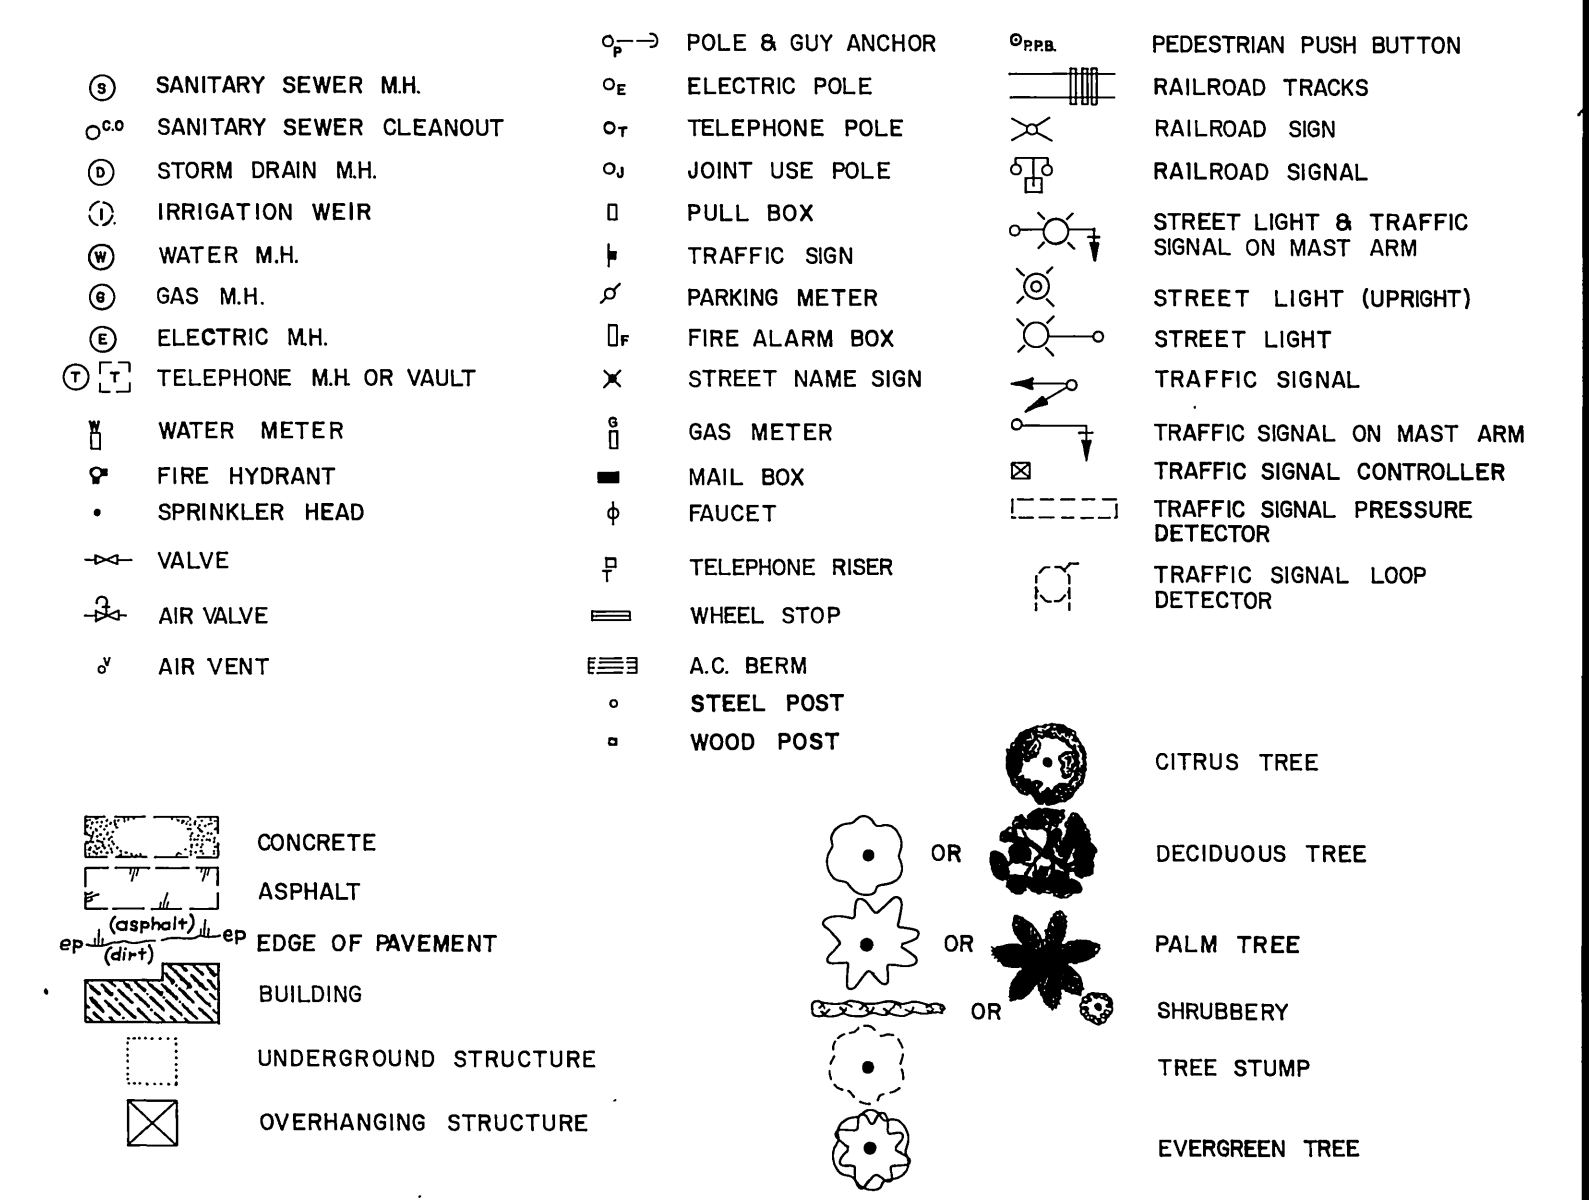 S SANITARY SEWER M.H.
C.O SANITARY SEWER CLEANOUT
D STORM DRAIN M.H.
I IRRIGATION WEIR
W WATER M.H.
G GAS M.H.
E ELECTRIC M.H.
T T TELEPHONE M.H. OR VAULT
W WATER METER
FIRE HYDRANT
SPRINKLER HEAD
VALVE
AIR VALVE
V AIR VENT
P POLE & GUY ANCHOR
E ELECTRIC POLE
T TELEPHONE POLE
J JOINT USE POLE
PULL BOX
TRAFFIC SIGN
PARKING METER
F FIRE ALARM BOX
STREET NAME SIGN
G GAS METER
MAIL BOX
FAUCET
T TELEPHONE RISER
WHEEL STOP
A.C. BERM
STEEL POST
WOOD POST
P.P.B. PEDESTRIAN PUSH BUTTON
RAILROAD TRACKS
RAILROAD SIGN
RAILROAD SIGNAL
STREET LIGHT & TRAFFIC
SIGNAL ON MAST ARM
STREET LIGHT (UPRIGHT)
STREET LIGHT
TRAFFIC SIGNAL
TRAFFIC SIGNAL ON MAST ARM
TRAFFIC SIGNAL CONTROLLER
TRAFFIC SIGNAL PRESSURE
DETECTOR
TRAFFIC SIGNAL LOOP
DETECTOR
CONCRETE
ASPHALT
(asphalt)
ep ep EDGE OF PAVEMENT
(dirt)
BUILDING
UNDERGROUND STRUCTURE
OVERHANGING STRUCTURE
CITRUS TREE
OR DECIDUOUS TREE
OR PALM TREE
OR SHRUBBERY
TREE STUMP
EVERGREEN TREE